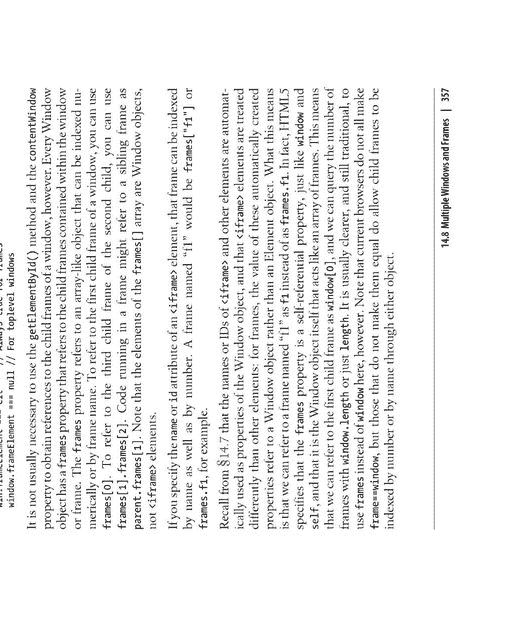 window.frameElement === null // For toplevel windows
It is not usually necessary to use the getElementById() method and the contentWindow
property to obtain references to the child frames of a window, however. Every Window
object has a frames property that refers to the child frames contained within the window
or frame. The frames property refers to an array-like object that can be indexed nu-
merically or by frame name. To refer to the first child frame of a window, you can use
frames[0]. To refer to the third child frame of the second child, you can use
frames[1].frames[2]. Code running in a frame might refer to a sibling frame as
parent.frames[1]. Note that the elements of the frames[] array are Window objects,
not <iframe> elements.
If you specify the name or id attribute of an <iframe> element, that frame can be indexed
by name as well as by number. A frame named “f1” would be frames["f1"] or
frames.f1, for example.
Recall from §14.7 that the names or IDs of <iframe> and other elements are automat-
ically used as properties of the Window object, and that <iframe> elements are treated
differently than other elements: for frames, the value of these automatically created
properties refer to a Window object rather than an Element object. What this means
is that we can refer to a frame named “f1” as f1 instead of as frames.f1. In fact, HTML5
specifies that the frames property is a self-referential property, just like window and
self, and that it is the Window object itself that acts like an array of frames. This means
that we can refer to the first child frame as window[0], and we can query the number of
frames with window.length or just length. It is usually clearer, and still traditional, to
use frames instead of window here, however. Note that current browsers do not all make
frame==window, but those that do not make them equal do allow child frames to be
indexed by number or by name through either object.
14.8 Multiple Windows and Frames | 357